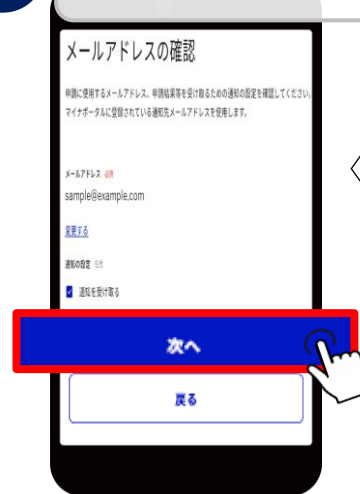 メールアドレスの確認
申請に使用するメールアドレス、申請結果等を受け取るための通知の設定を確認してください。
マイナポータルに登録されている通知先メールアドレスを使用します。
メールアドレス 必須
sample@example.com
変更する
通知の設定 任意
通知を受け取る
次へ
戻る